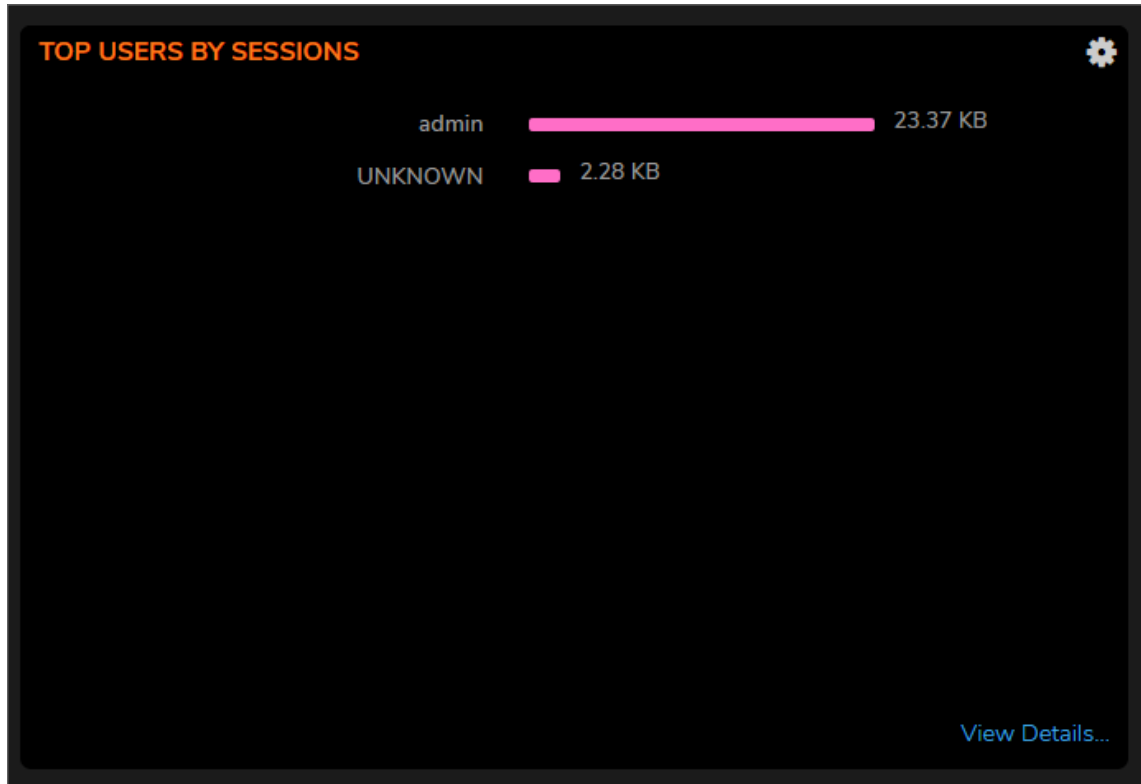 TOP USERS BY SESSIONS
admin 23.37 KB
UNKNOWN 2.28 KB
View Details...